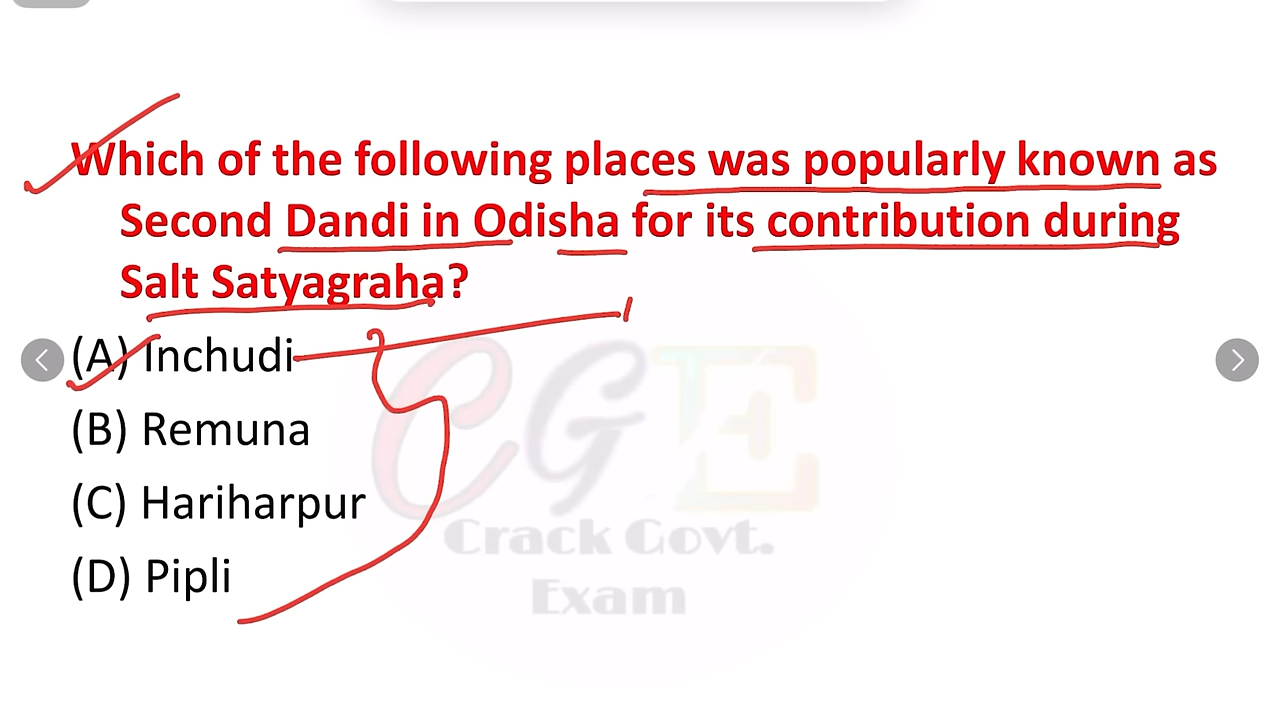 Which of the following places was popularly known as
Second Dandi in Odisha for its contribution during
Salt Satyagraha?
(A) Inchudi
(B) Remuna
(C) Hariharpur
(D) Pipli
CGE
Crack Govt.
Exam